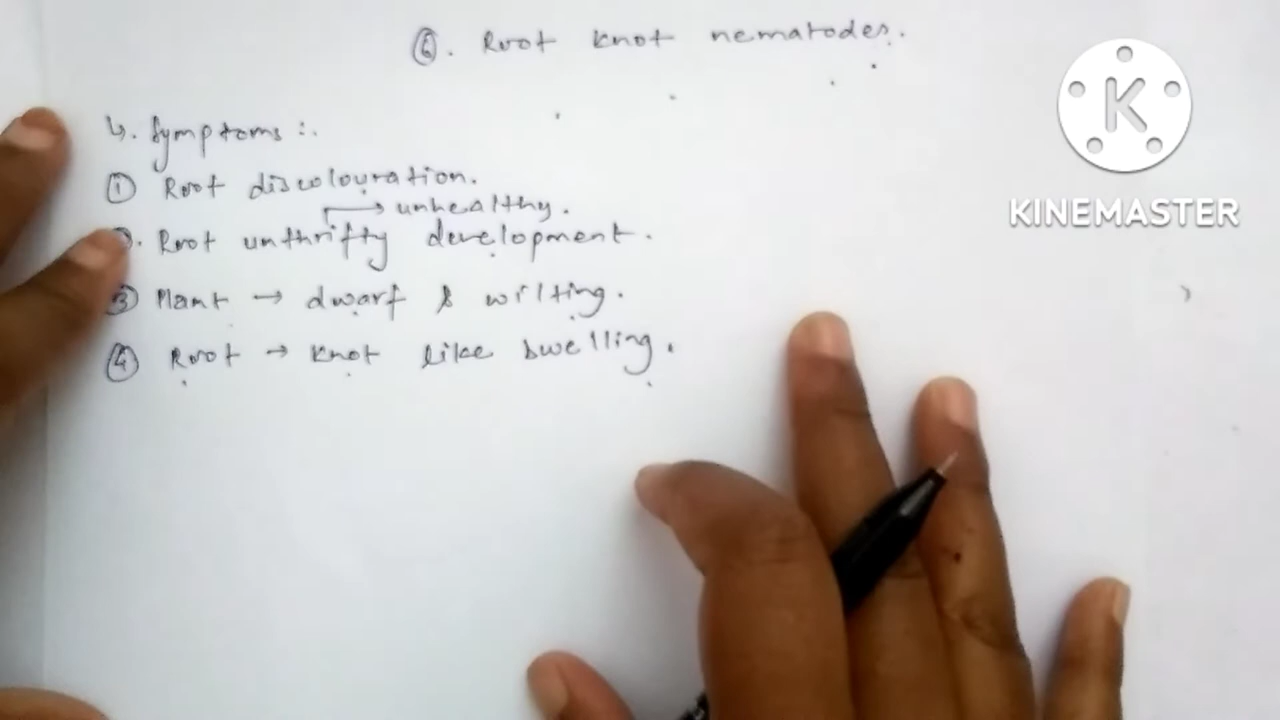 ⑥. Root knot nematodes.
↳. Symptoms :.
① Root discolouration.
→ unhealthy.
. Root unthrifty development.
③ Plant → dwarf & wilting.
④ Root → Knot like swelling.
K
KINEMASTER